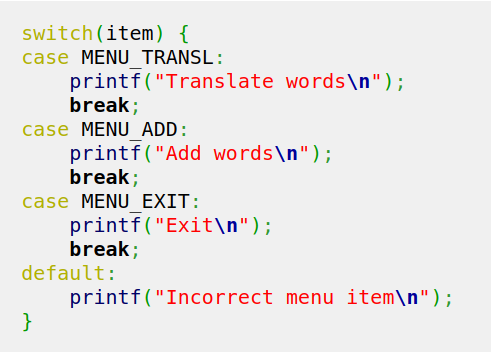 switch(item) {
case MENU_TRANSL:
    printf("Translate words\n");
    break;
case MENU_ADD:
    printf("Add words\n");
    break;
case MENU_EXIT:
    printf("Exit\n");
    break;
default:
    printf("Incorrect menu item\n");
}